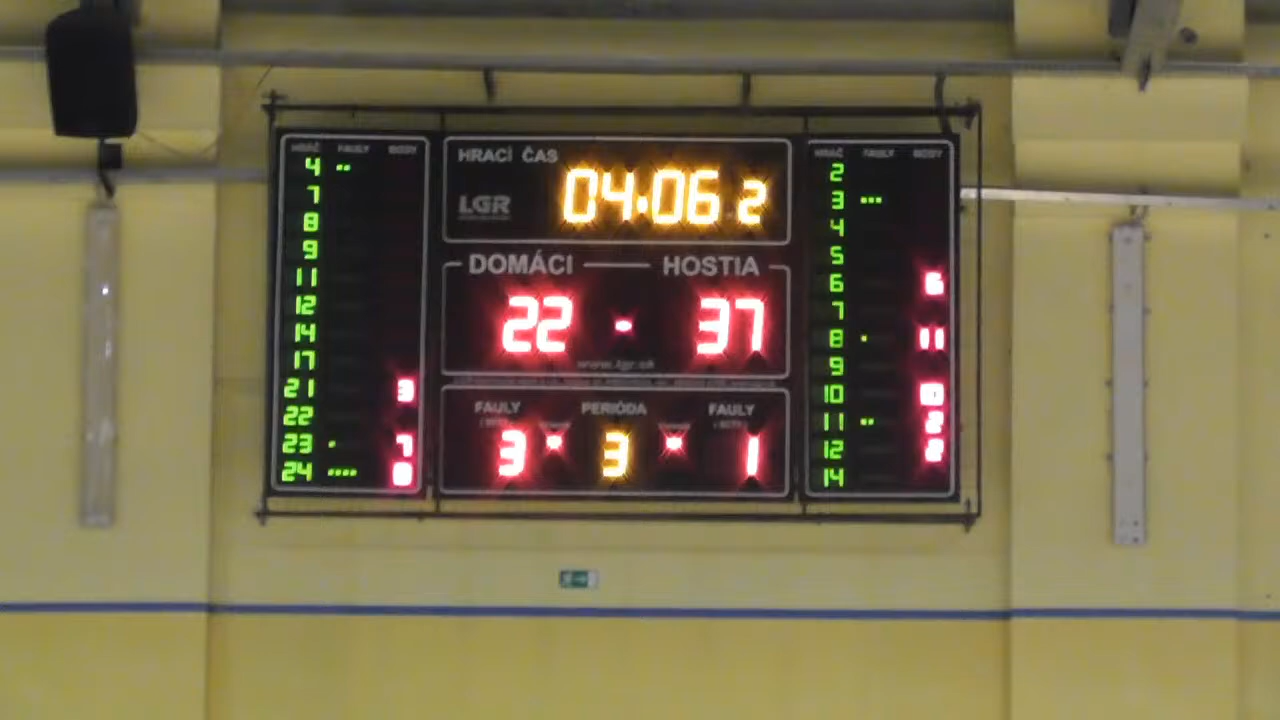 HRÁČ FAULY BODY
4
7
8
9
11
12
14
17
21 3
22
23 7
24
HRACÍ ČAS
LGR
04:06 2
DOMÁCI HOSTIA
22 - 37
www.lgr.sk
FAULY PERIÓDA FAULY
3 3 1
HRÁČ FAULY BODY
2
3
4
5
6 6
7
8 11
9
10 10
11 2
12 2
14